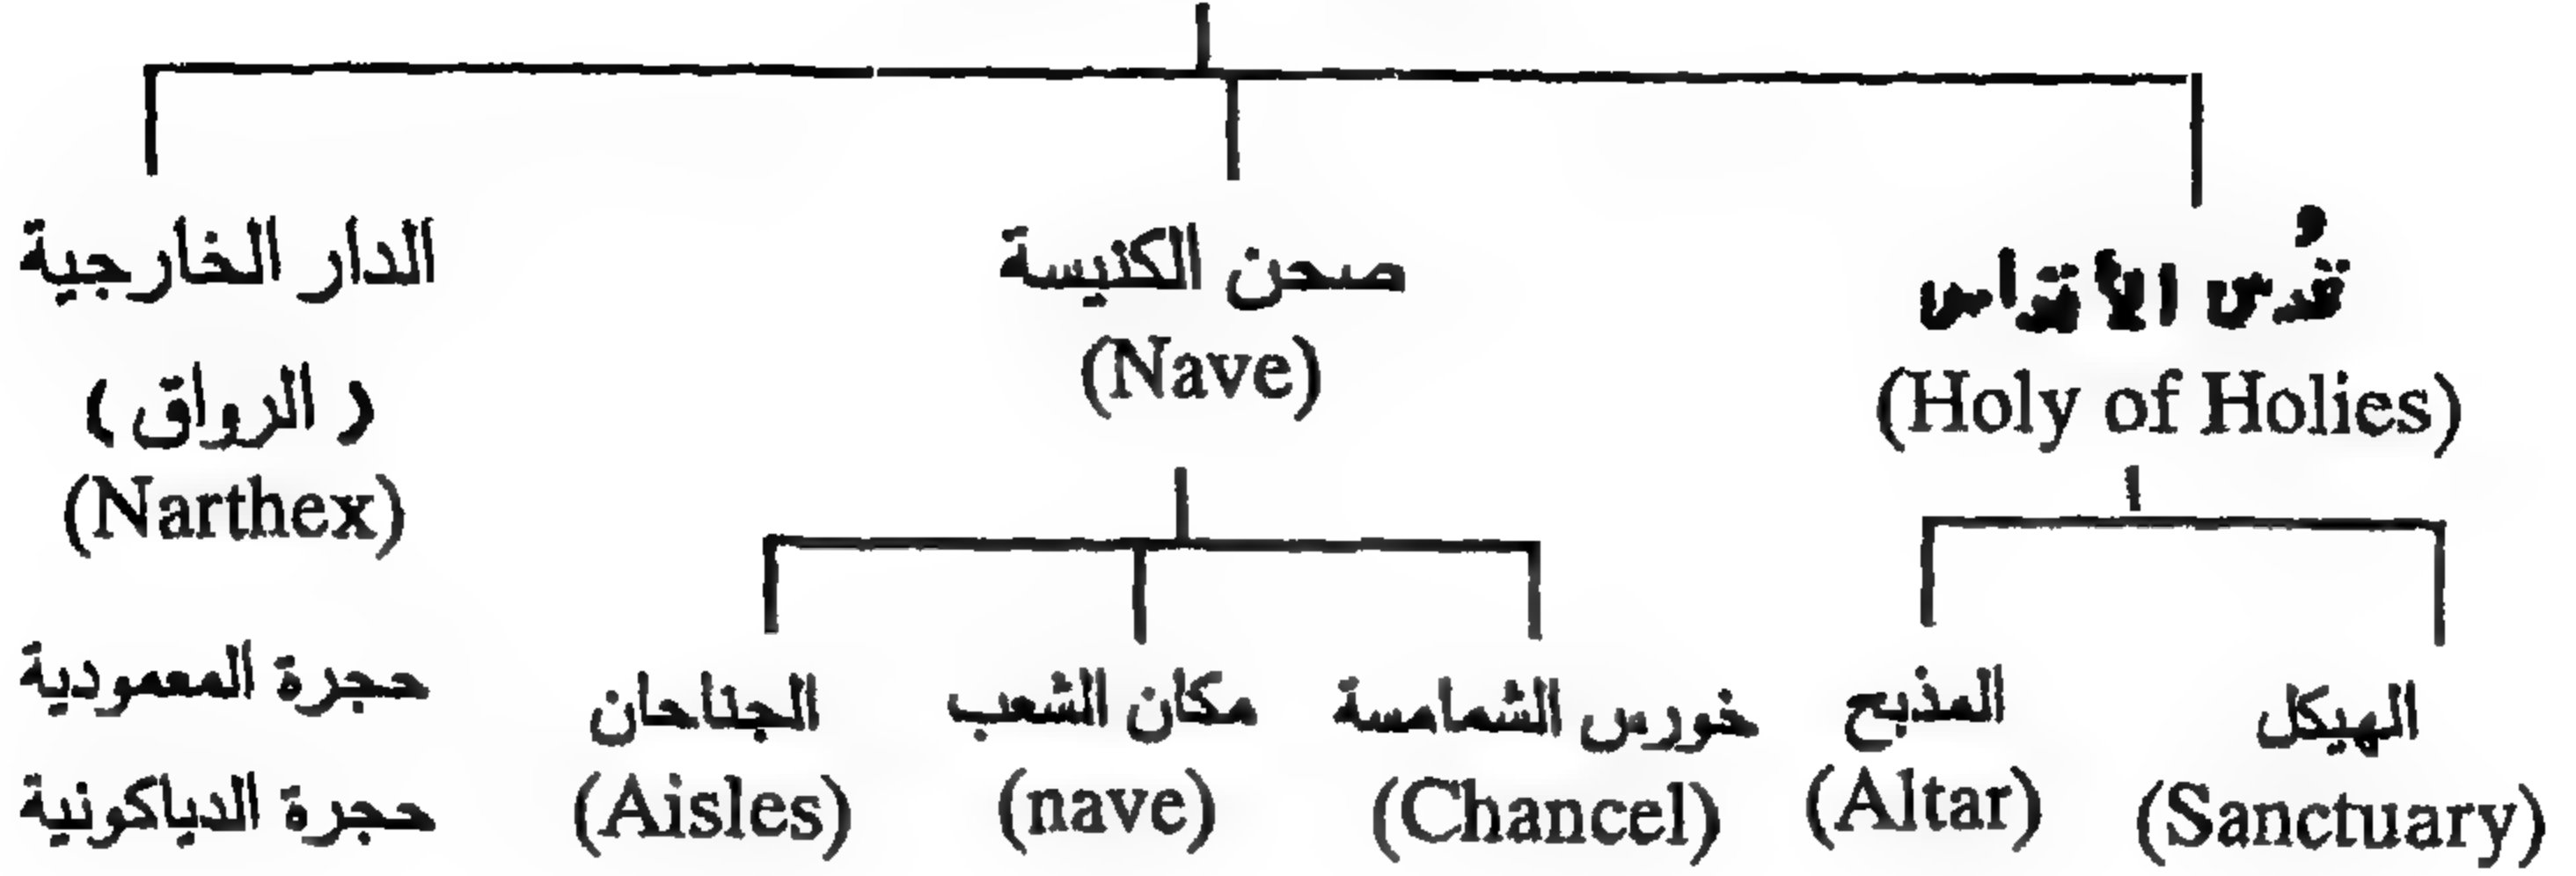 قُدس الأقداس
(Holy of Holies)
صحن الكنيسة
(Nave)
الدار الخارجية
( الرواق )
(Narthex)
الهيكل
(Sanctuary)
المذبح
(Altar)
خورس الشمامسة
(Chancel)
مكان الشعب
(nave)
الجناحان
(Aisles)
حجرة المعمودية
حجرة الدياكونية